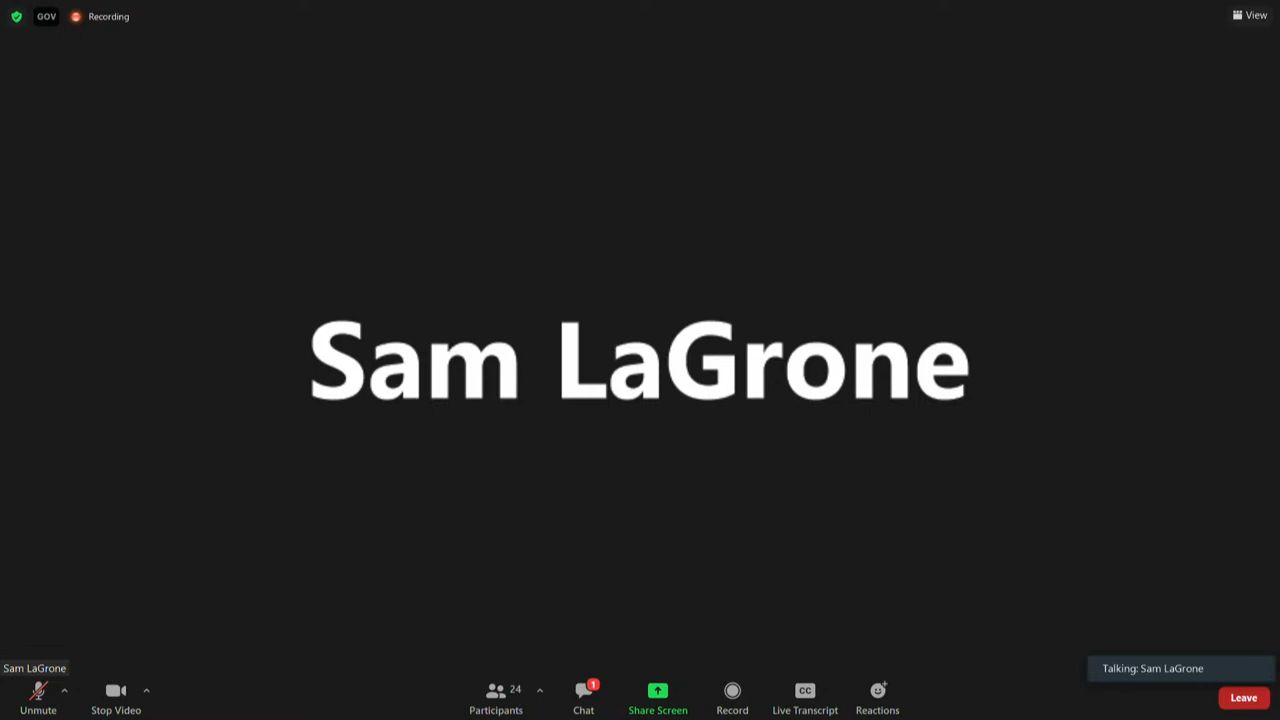 GOV
Recording
View
Sam LaGrone
Sam LaGrone
Talking: Sam LaGrone
Unmute
Stop Video
24
Participants
1
Chat
Share Screen
Record
CC
Live Transcript
Reactions
Leave